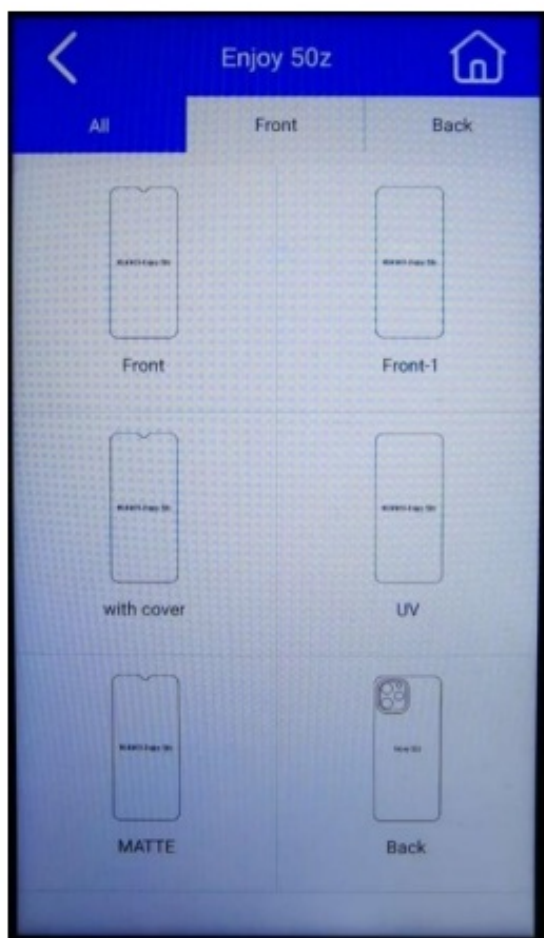 Enjoy 50z
All Front Back
Front Front-1
with cover UV
MATTE Back